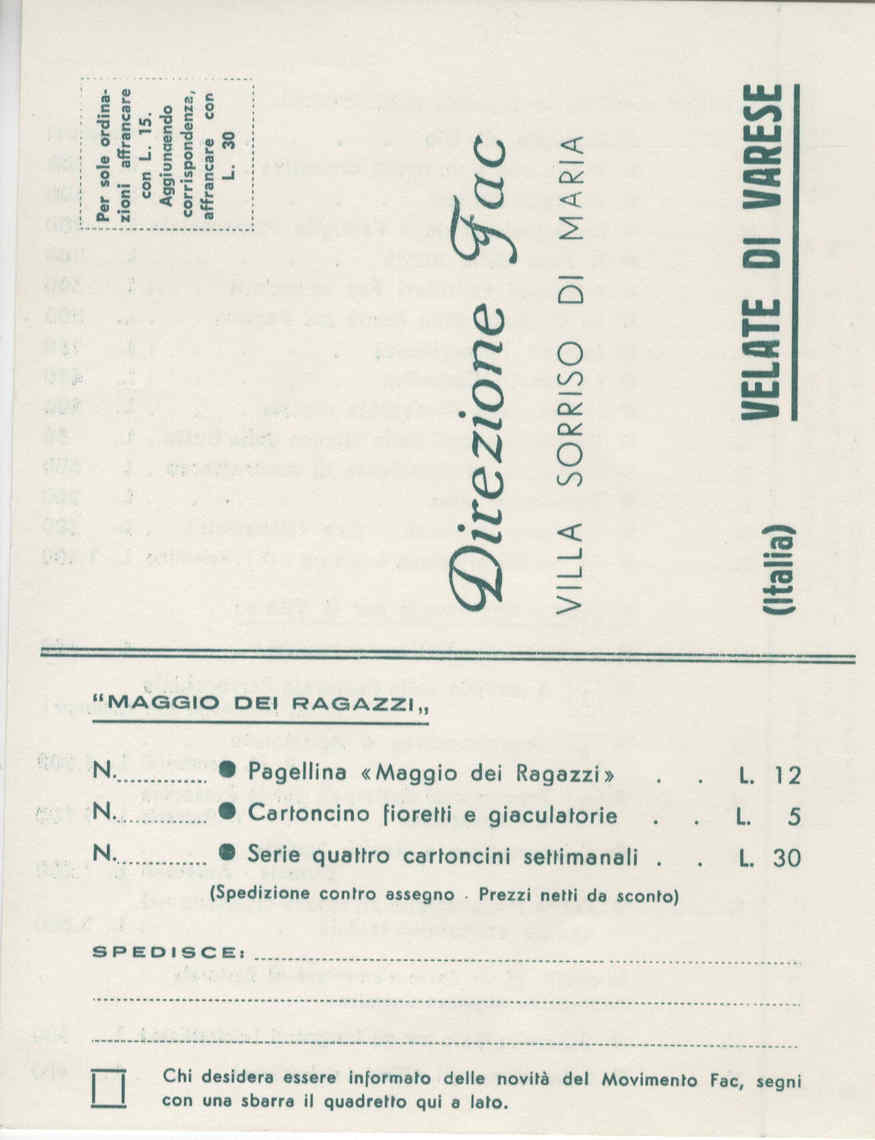 Per sole ordina-
zioni affrancare
con L. 15.
Aggiungendo
corrispondenza,
affrancare con
L. 30
Direzione Fac
VILLA SORRISO DI MARIA
VELATE DI VARESE
(Italia)
“MAGGIO DEI RAGAZZI„
N. ............ ● Pagellina «Maggio dei Ragazzi» . . L. 12
N. ............ ● Cartoncino fioretti e giaculatorie . . L. 5
N. ............ ● Serie quattro cartoncini settimanali . . L. 30
(Spedizione contro assegno - Prezzi netti da sconto)
SPEDISCE:
Chi desidera essere informato delle novità del Movimento Fac, segni
con una sbarra il quadretto qui a lato.